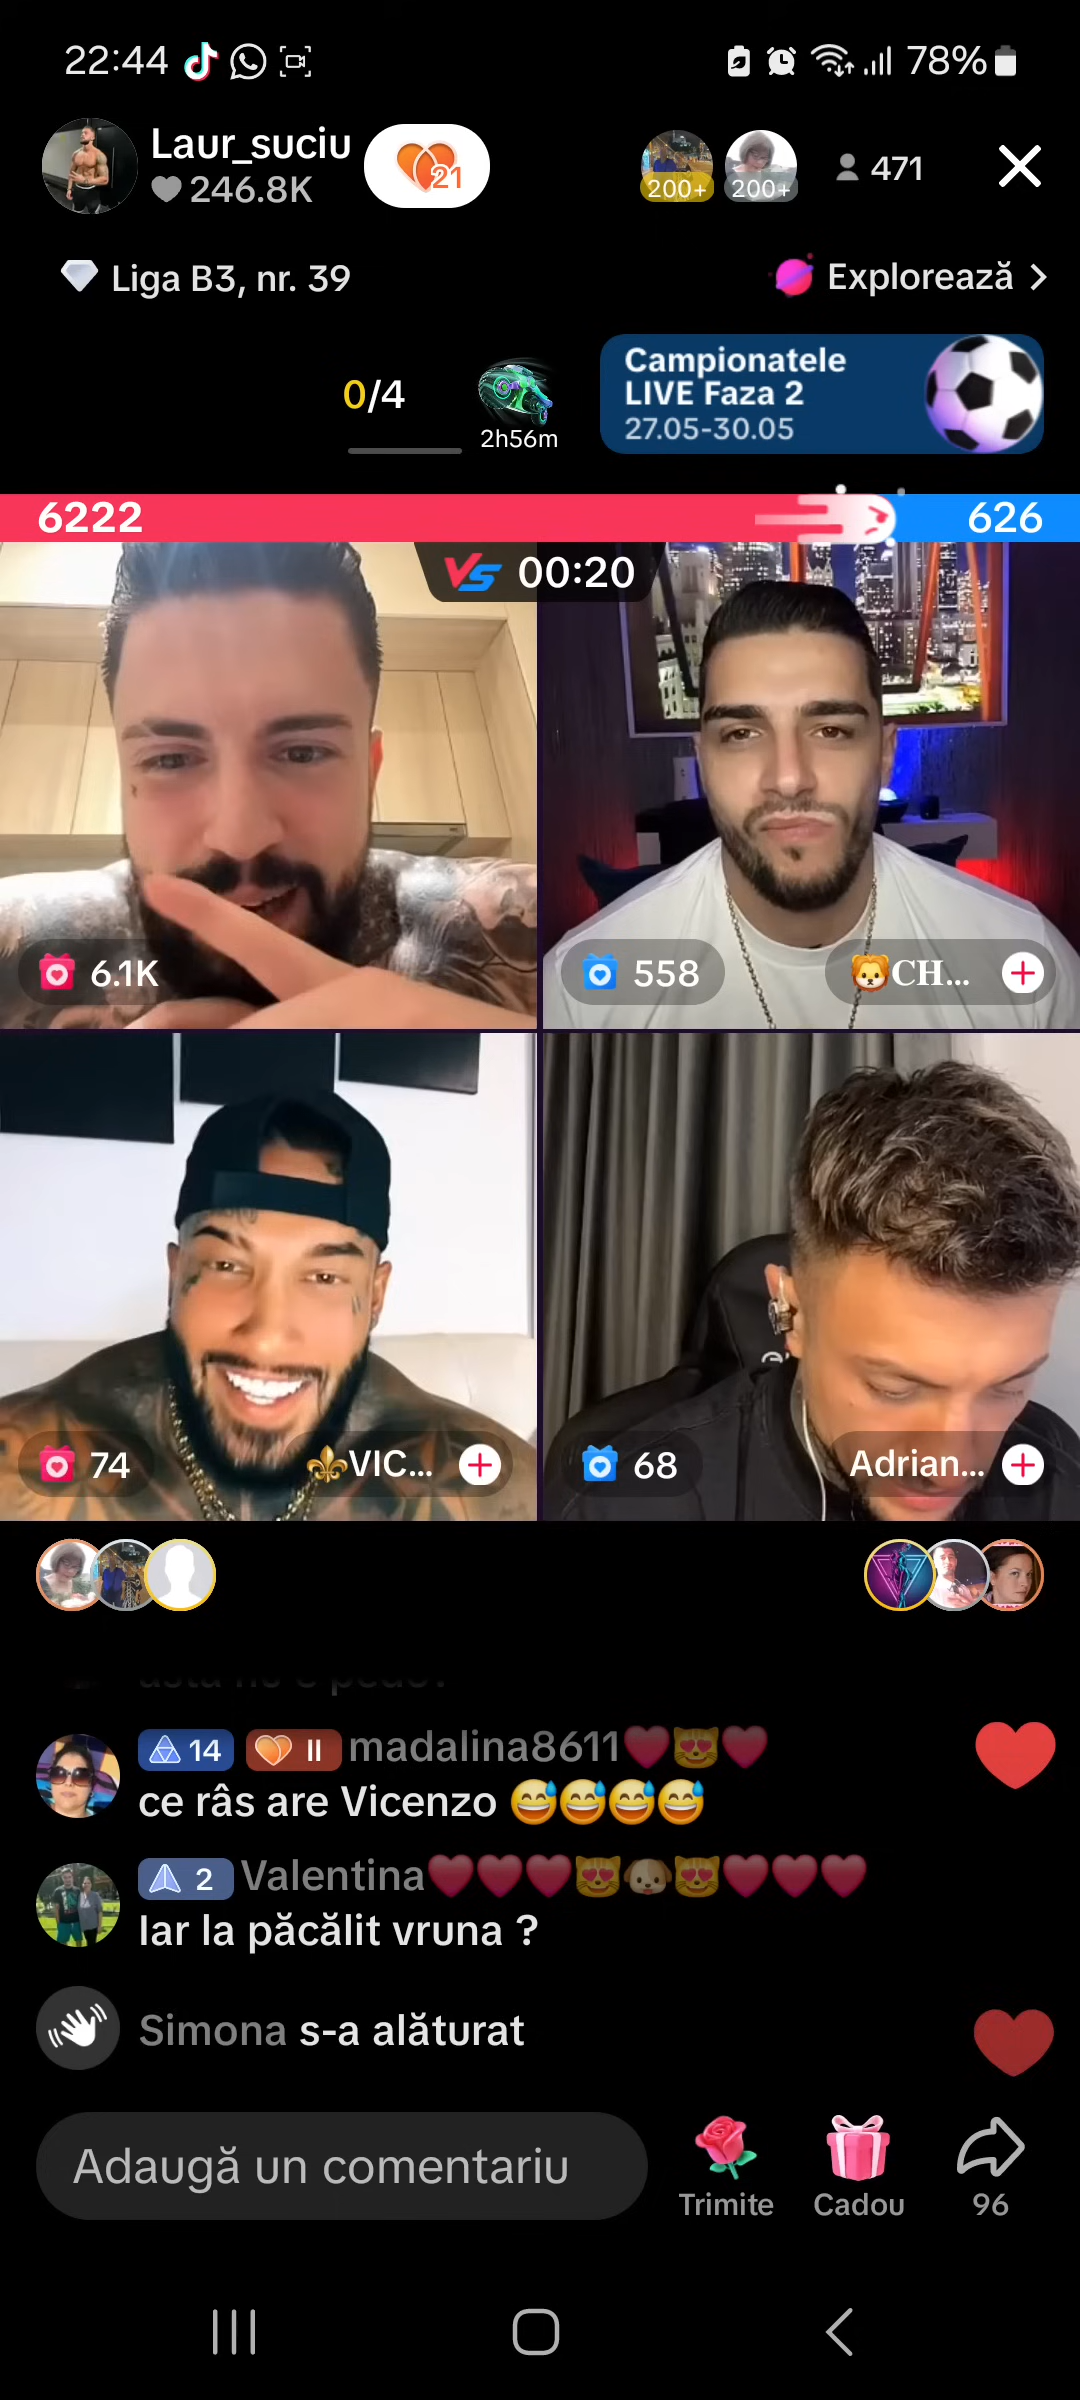 22:44
78%
Laur_suciu
246.8K
21
200+
200+
471
Liga B3, nr. 39
Explorează
0/4
2h56m
Campionatele
LIVE Faza 2
27.05-30.05
6222
626
VS 00:20
6.1K
558
🦁CH...
74
⚜️VIC...
68
Adrian...
14 II madalina8611❤️😻❤️
ce râs are Vicenzo 😅😅😅😅
2 Valentina❤️❤️❤️😻🐶😻❤️❤️❤️
Iar la păcălit vruna ?
Simona s-a alăturat
Adaugă un comentariu
Trimite
Cadou
96